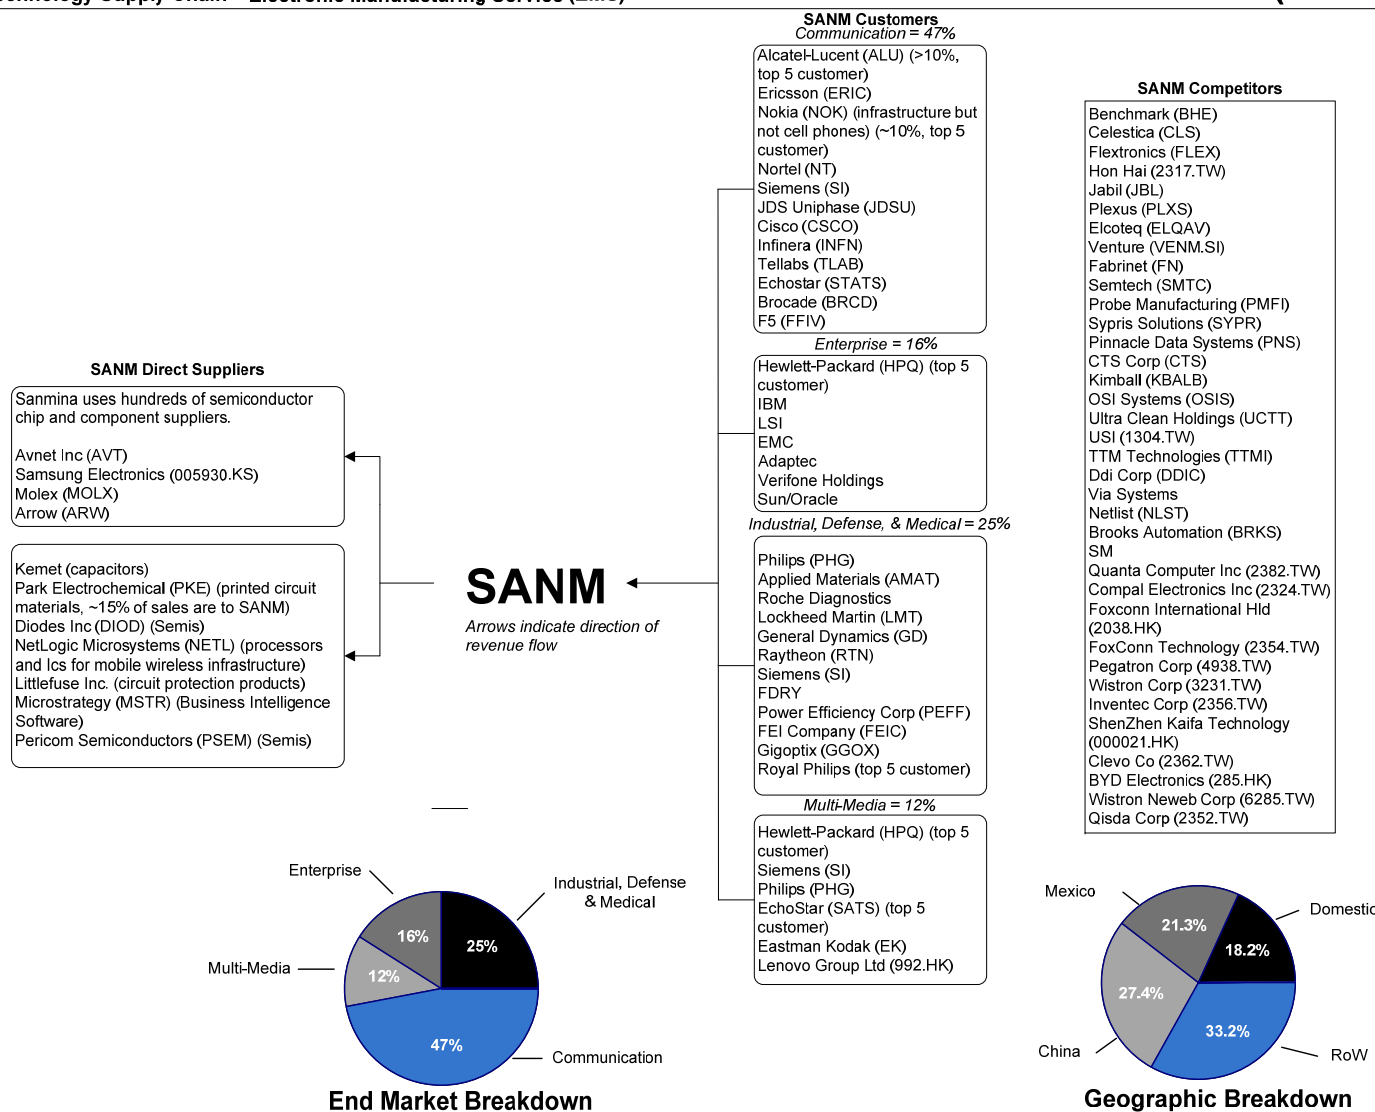 SANM Customers
Communication = 47%
Alcatel-Lucent (ALU) (>10%,
top 5 customer)
Ericsson (ERIC)
Nokia (NOK) (infrastructure but
not cell phones) (~10%, top 5
customer)
Nortel (NT)
Siemens (SI)
JDS Uniphase (JDSU)
Cisco (CSCO)
Infinera (INFN)
Tellabs (TLAB)
Echostar (STATS)
Brocade (BRCD)
F5 (FFIV)
Enterprise = 16%
Hewlett-Packard (HPQ) (top 5
customer)
IBM
LSI
EMC
Adaptec
Verifone Holdings
Sun/Oracle
Industrial, Defense, & Medical = 25%
Philips (PHG)
Applied Materials (AMAT)
Roche Diagnostics
Lockheed Martin (LMT)
General Dynamics (GD)
Raytheon (RTN)
Siemens (SI)
FDRY
Power Efficiency Corp (PEFF)
FEI Company (FEIC)
Gigoptix (GGOX)
Royal Philips (top 5 customer)
Multi-Media = 12%
Hewlett-Packard (HPQ) (top 5
customer)
Siemens (SI)
Philips (PHG)
EchoStar (SATS) (top 5
customer)
Eastman Kodak (EK)
Lenovo Group Ltd (992.HK)
SANM Competitors
Benchmark (BHE)
Celestica (CLS)
Flextronics (FLEX)
Hon Hai (2317.TW)
Jabil (JBL)
Plexus (PLXS)
Elcoteq (ELQAV)
Venture (VENM.SI)
Fabrinet (FN)
Semtech (SMTC)
Probe Manufacturing (PMFI)
Sypris Solutions (SYPR)
Pinnacle Data Systems (PNS)
CTS Corp (CTS)
Kimball (KBALB)
OSI Systems (OSIS)
Ultra Clean Holdings (UCTT)
USI (1304.TW)
TTM Technologies (TTMI)
Ddi Corp (DDIC)
Via Systems
Netlist (NLST)
Brooks Automation (BRKS)
SM
Quanta Computer Inc (2382.TW)
Compal Electronics Inc (2324.TW)
Foxconn International Hld
(2038.HK)
FoxConn Technology (2354.TW)
Pegatron Corp (4938.TW)
Wistron Corp (3231.TW)
Inventec Corp (2356.TW)
ShenZhen Kaifa Technology
(000021.HK)
Clevo Co (2362.TW)
BYD Electronics (285.HK)
Wistron Neweb Corp (6285.TW)
Qisda Corp (2352.TW)
SANM Direct Suppliers
Sanmina uses hundreds of semiconductor
chip and component suppliers.
Avnet Inc (AVT)
Samsung Electronics (005930.KS)
Molex (MOLX)
Arrow (ARW)
Kemet (capacitors)
Park Electrochemical (PKE) (printed circuit
materials, ~15% of sales are to SANM)
Diodes Inc (DIOD) (Semis)
NetLogic Microsystems (NETL) (processors
and Ics for mobile wireless infrastructure)
Littlefuse Inc. (circuit protection products)
Microstrategy (MSTR) (Business Intelligence
Software)
Pericom Semiconductors (PSEM) (Semis)
SANM
Arrows indicate direction of
revenue flow
Enterprise
Industrial, Defense
& Medical
16%
25%
Multi-Media
12%
47%
Communication
End Market Breakdown
Mexico
21.3%
Domestic
18.2%
27.4%
33.2%
China
RoW
Geographic Breakdown